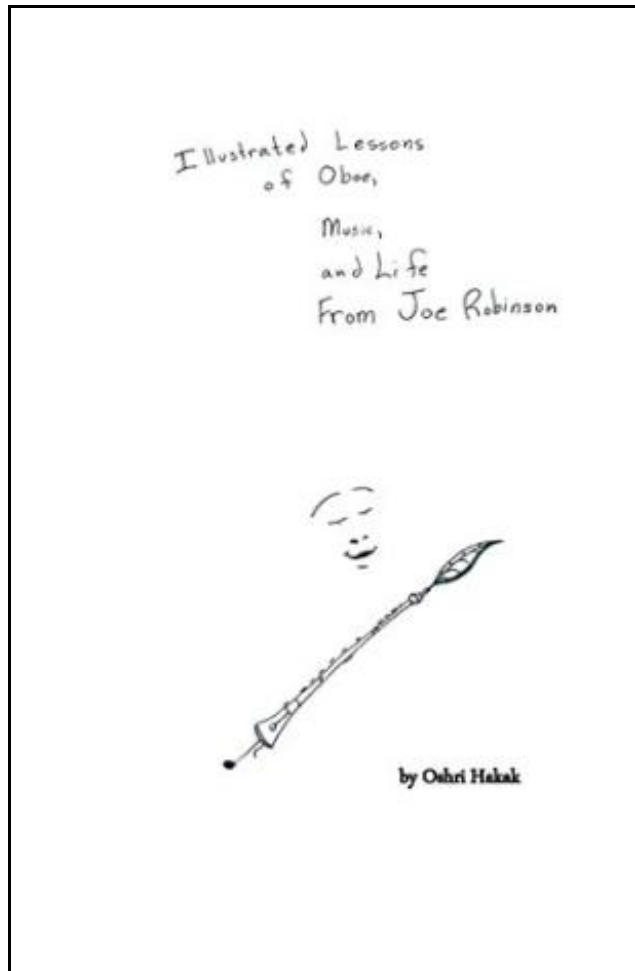 Illustrated Lessons
of Oboe,
Music,
and Life
From Joe Robinson
by Oshri Hakak